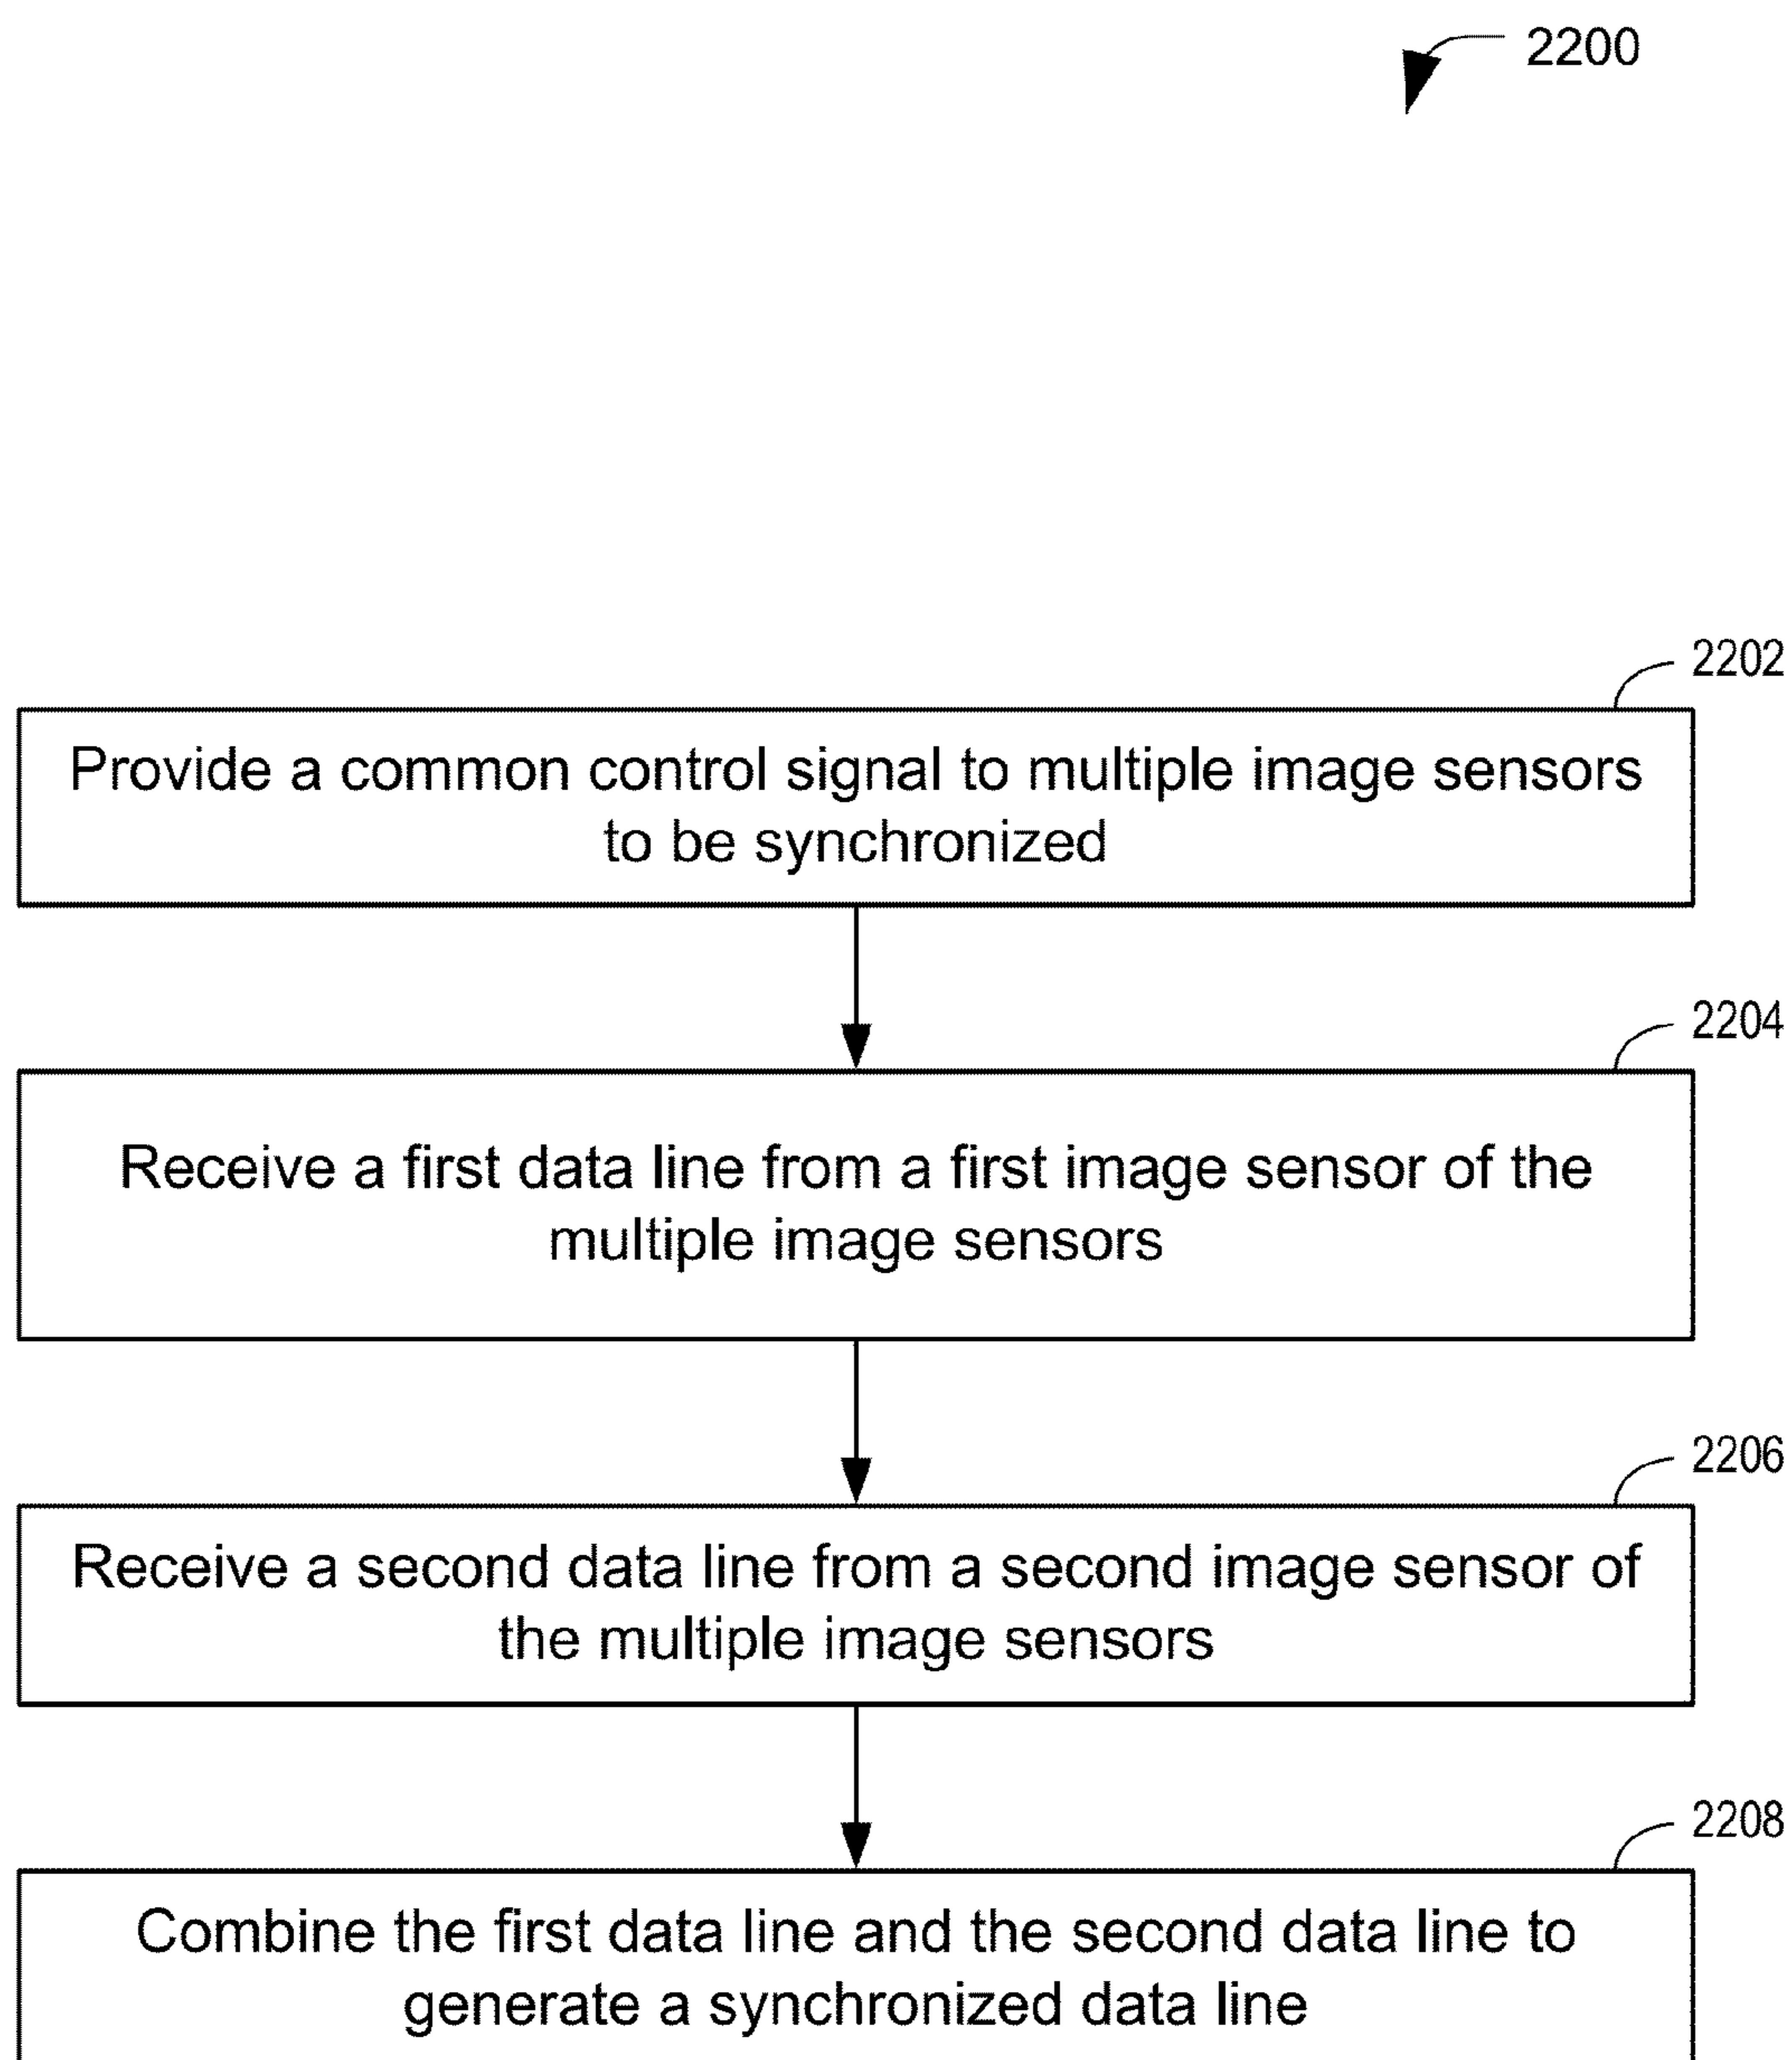 2200
2202
Provide a common control signal to multiple image sensors
to be synchronized
2204
Receive a first data line from a first image sensor of the
multiple image sensors
2206
Receive a second data line from a second image sensor of
the multiple image sensors
2208
Combine the first data line and the second data line to
generate a synchronized data line